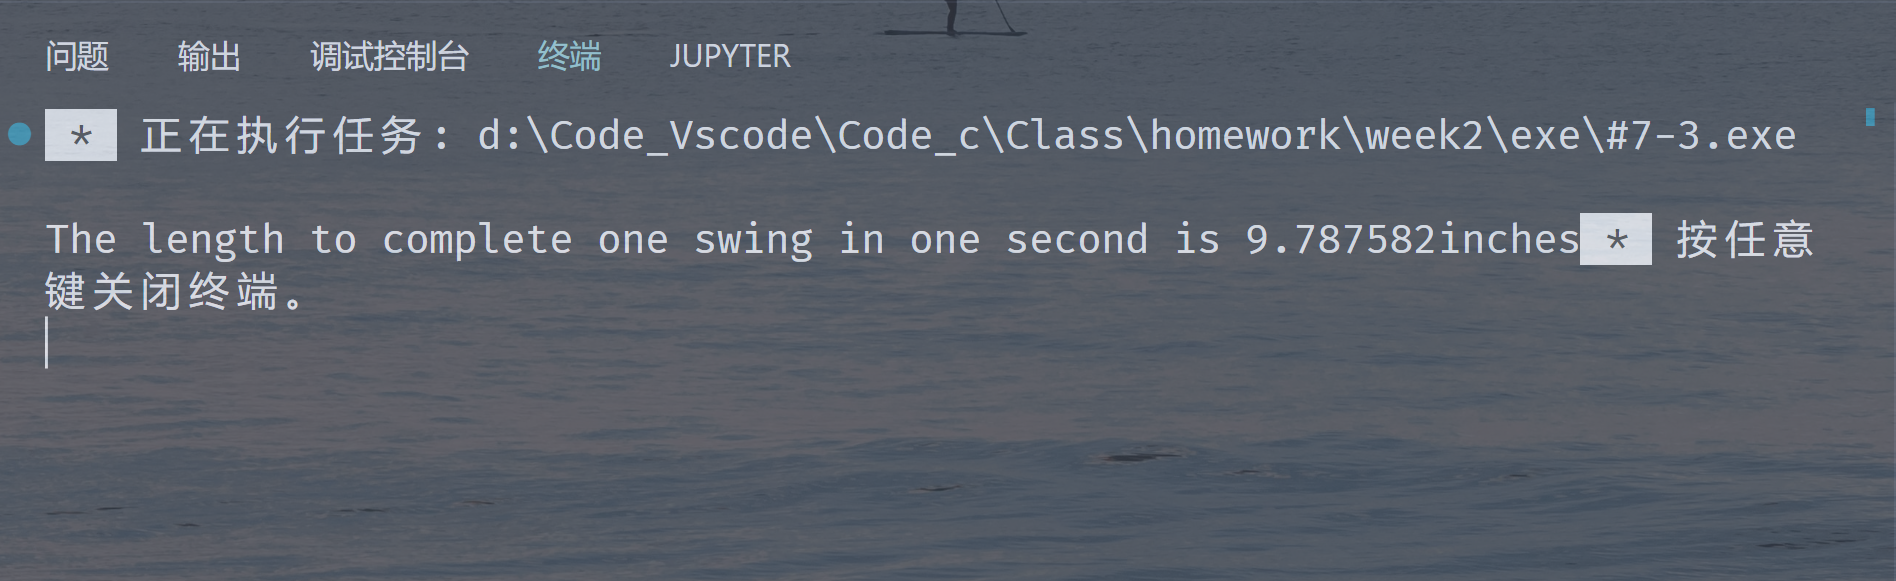 问题 输出 调试控制台 终端 JUPYTER
* 正在执行任务: d:\Code_Vscode\Code_c\Class\homework\week2\exe\#7-3.exe
The length to complete one swing in one second is 9.787582inches * 按任意
键关闭终端。